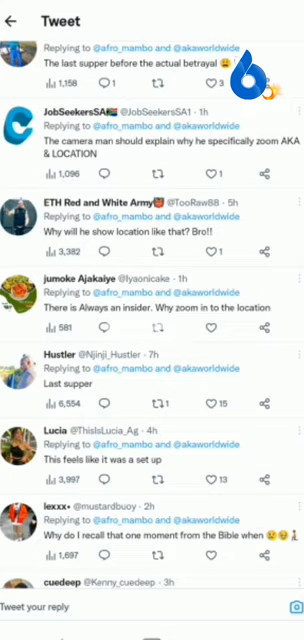 Tweet
Replying to @afro_mambo and @akaworldwide
The last supper before the actual betrayal 😩
1,158 1 3
JobSeekersSA🇿🇦 @JobSeekersSA1 · 1h
Replying to @afro_mambo and @akaworldwide
The camera man should explain why he specifically zoom AKA
& LOCATION
1,096 1
ETH Red and White Army👹 @TooRaw88 · 5h
Replying to @afro_mambo and @akaworldwide
Why will he show location like that? Bro!!
3,382 1
jumoke Ajakaiye @Iyaonicake · 1h
Replying to @afro_mambo and @akaworldwide
There is Always an insider. Why zoom in to the location
581
Hustler @Njinji_Hustler · 7h
Replying to @afro_mambo and @akaworldwide
Last supper
6,554 1 15
Lucia @ThisIsLucia_Ag · 4h
Replying to @afro_mambo and @akaworldwide
This feels like it was a set up
3,997 13
lexxx• @mustardbuoy · 2h
Replying to @afro_mambo and @akaworldwide
Why do I recall that one moment from the Bible when
1,697
cuedeep @Kenny_cuedeep · 3h
Tweet your reply